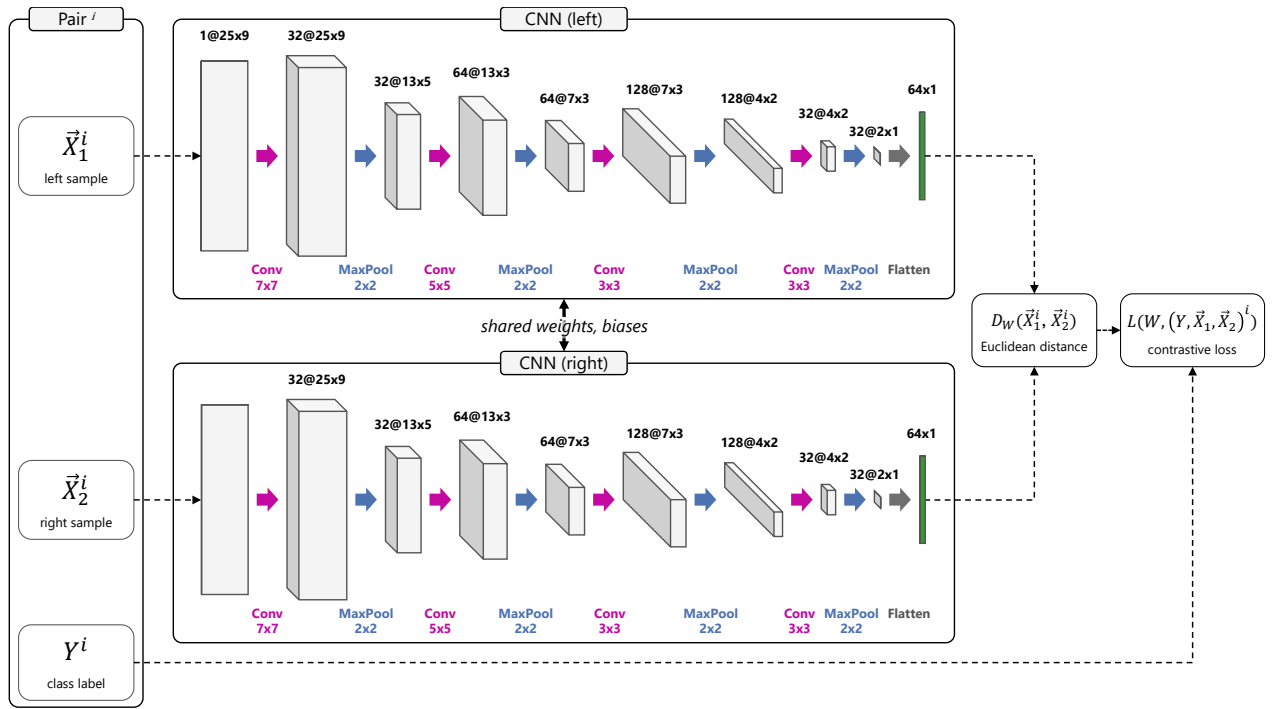 Pair i
CNN (left)
1@25x9
32@25x9
32@13x5
64@13x3
64@7x3
128@7x3
128@4x2
32@4x2
32@2x1
64x1
X⃗₁ⁱ
left sample
Conv
7x7
MaxPool
2x2
Conv
5x5
MaxPool
2x2
Conv
3x3
MaxPool
2x2
Conv
3x3
MaxPool
2x2
Flatten
shared weights, biases
D_W(X⃗₁ⁱ, X⃗₂ⁱ)
Euclidean distance
L(W, (Y, X⃗₁, X⃗₂)ⁱ)
contrastive loss
CNN (right)
32@25x9
32@13x5
64@13x3
64@7x3
128@7x3
128@4x2
32@4x2
32@2x1
64x1
X⃗₂ⁱ
right sample
Conv
7x7
MaxPool
2x2
Conv
5x5
MaxPool
2x2
Conv
3x3
MaxPool
2x2
Conv
3x3
MaxPool
2x2
Flatten
Yⁱ
class label